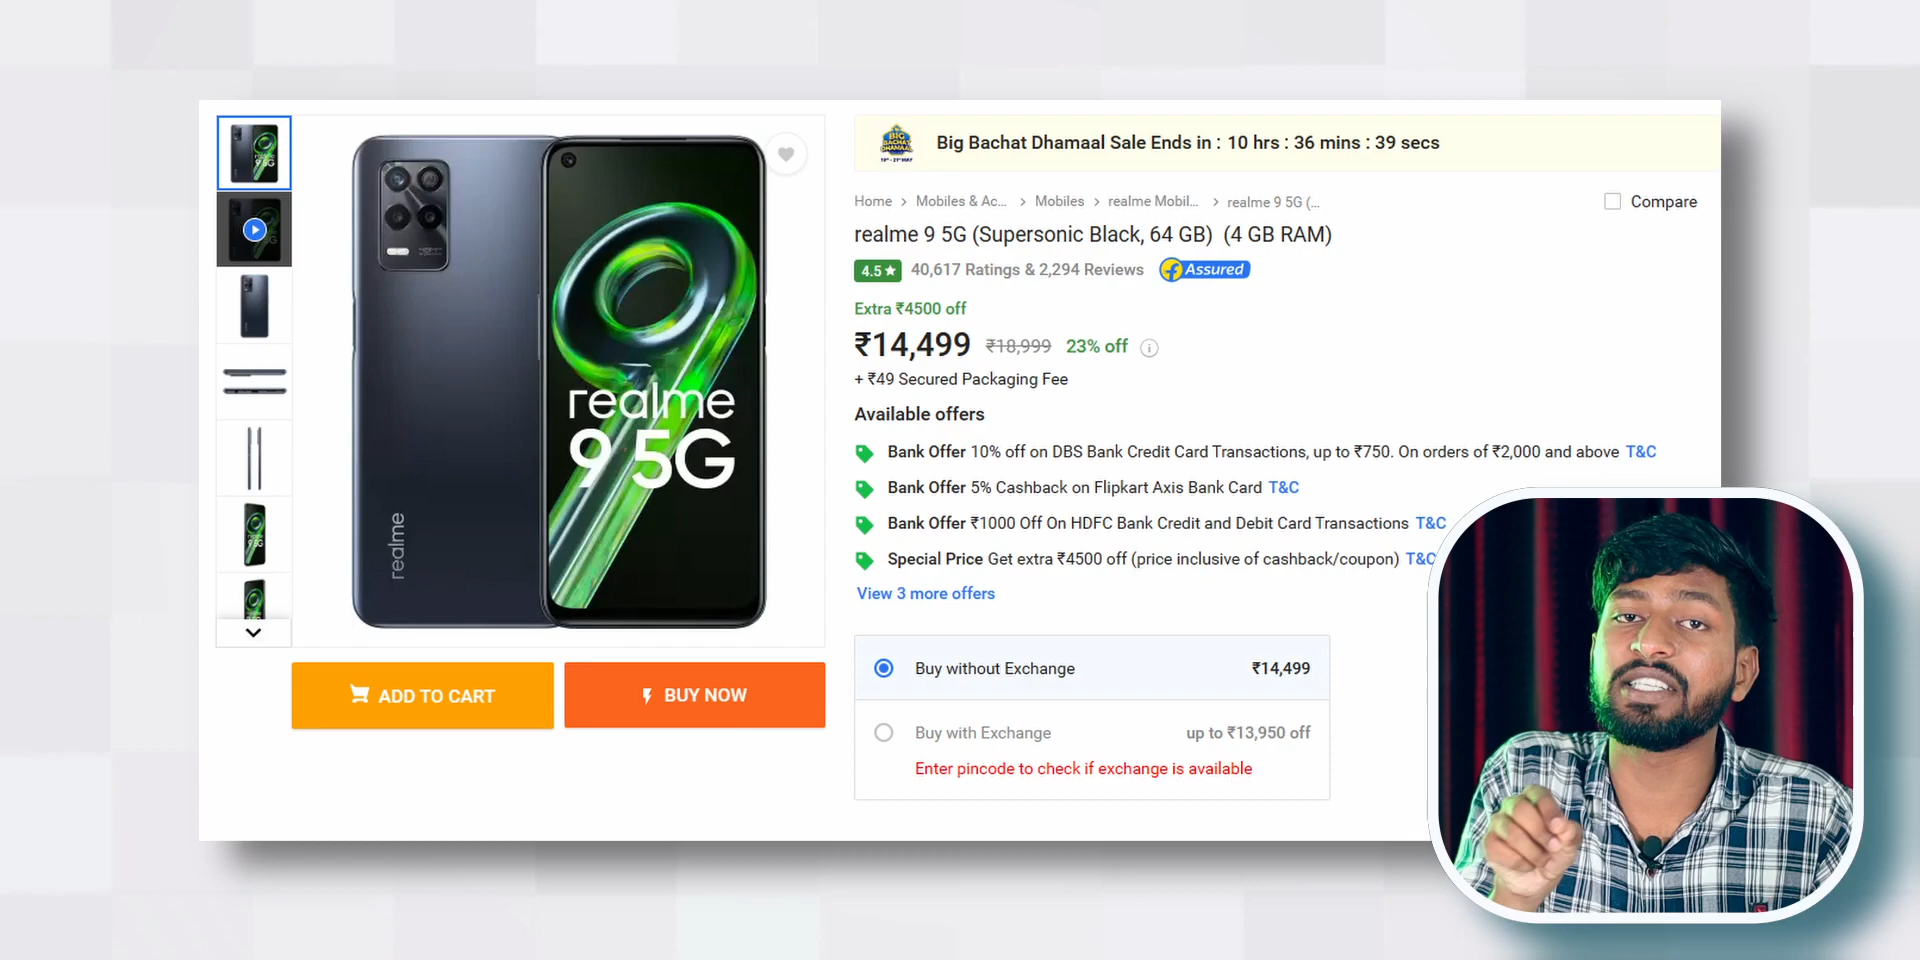 Big Bachat Dhamaal Sale Ends in : 10 hrs : 36 mins : 39 secs
BIG BACHAT DHAMAAL
Home > Mobiles & Ac... > Mobiles > realme Mobil... > realme 9 5G (...
Compare
realme 9 5G (Supersonic Black, 64 GB) (4 GB RAM)
4.5★ 40,617 Ratings & 2,294 Reviews Assured
Extra ₹4500 off
₹14,499 ₹18,999 23% off i
+ ₹49 Secured Packaging Fee
Available offers
Bank Offer 10% off on DBS Bank Credit Card Transactions, up to ₹750. On orders of ₹2,000 and above T&C
Bank Offer 5% Cashback on Flipkart Axis Bank Card T&C
Bank Offer ₹1000 Off On HDFC Bank Credit and Debit Card Transactions T&C
Special Price Get extra ₹4500 off (price inclusive of cashback/coupon) T&C
View 3 more offers
Buy without Exchange ₹14,499
Buy with Exchange up to ₹13,950 off
Enter pincode to check if exchange is available
realme
9 5G
realme
ADD TO CART
BUY NOW